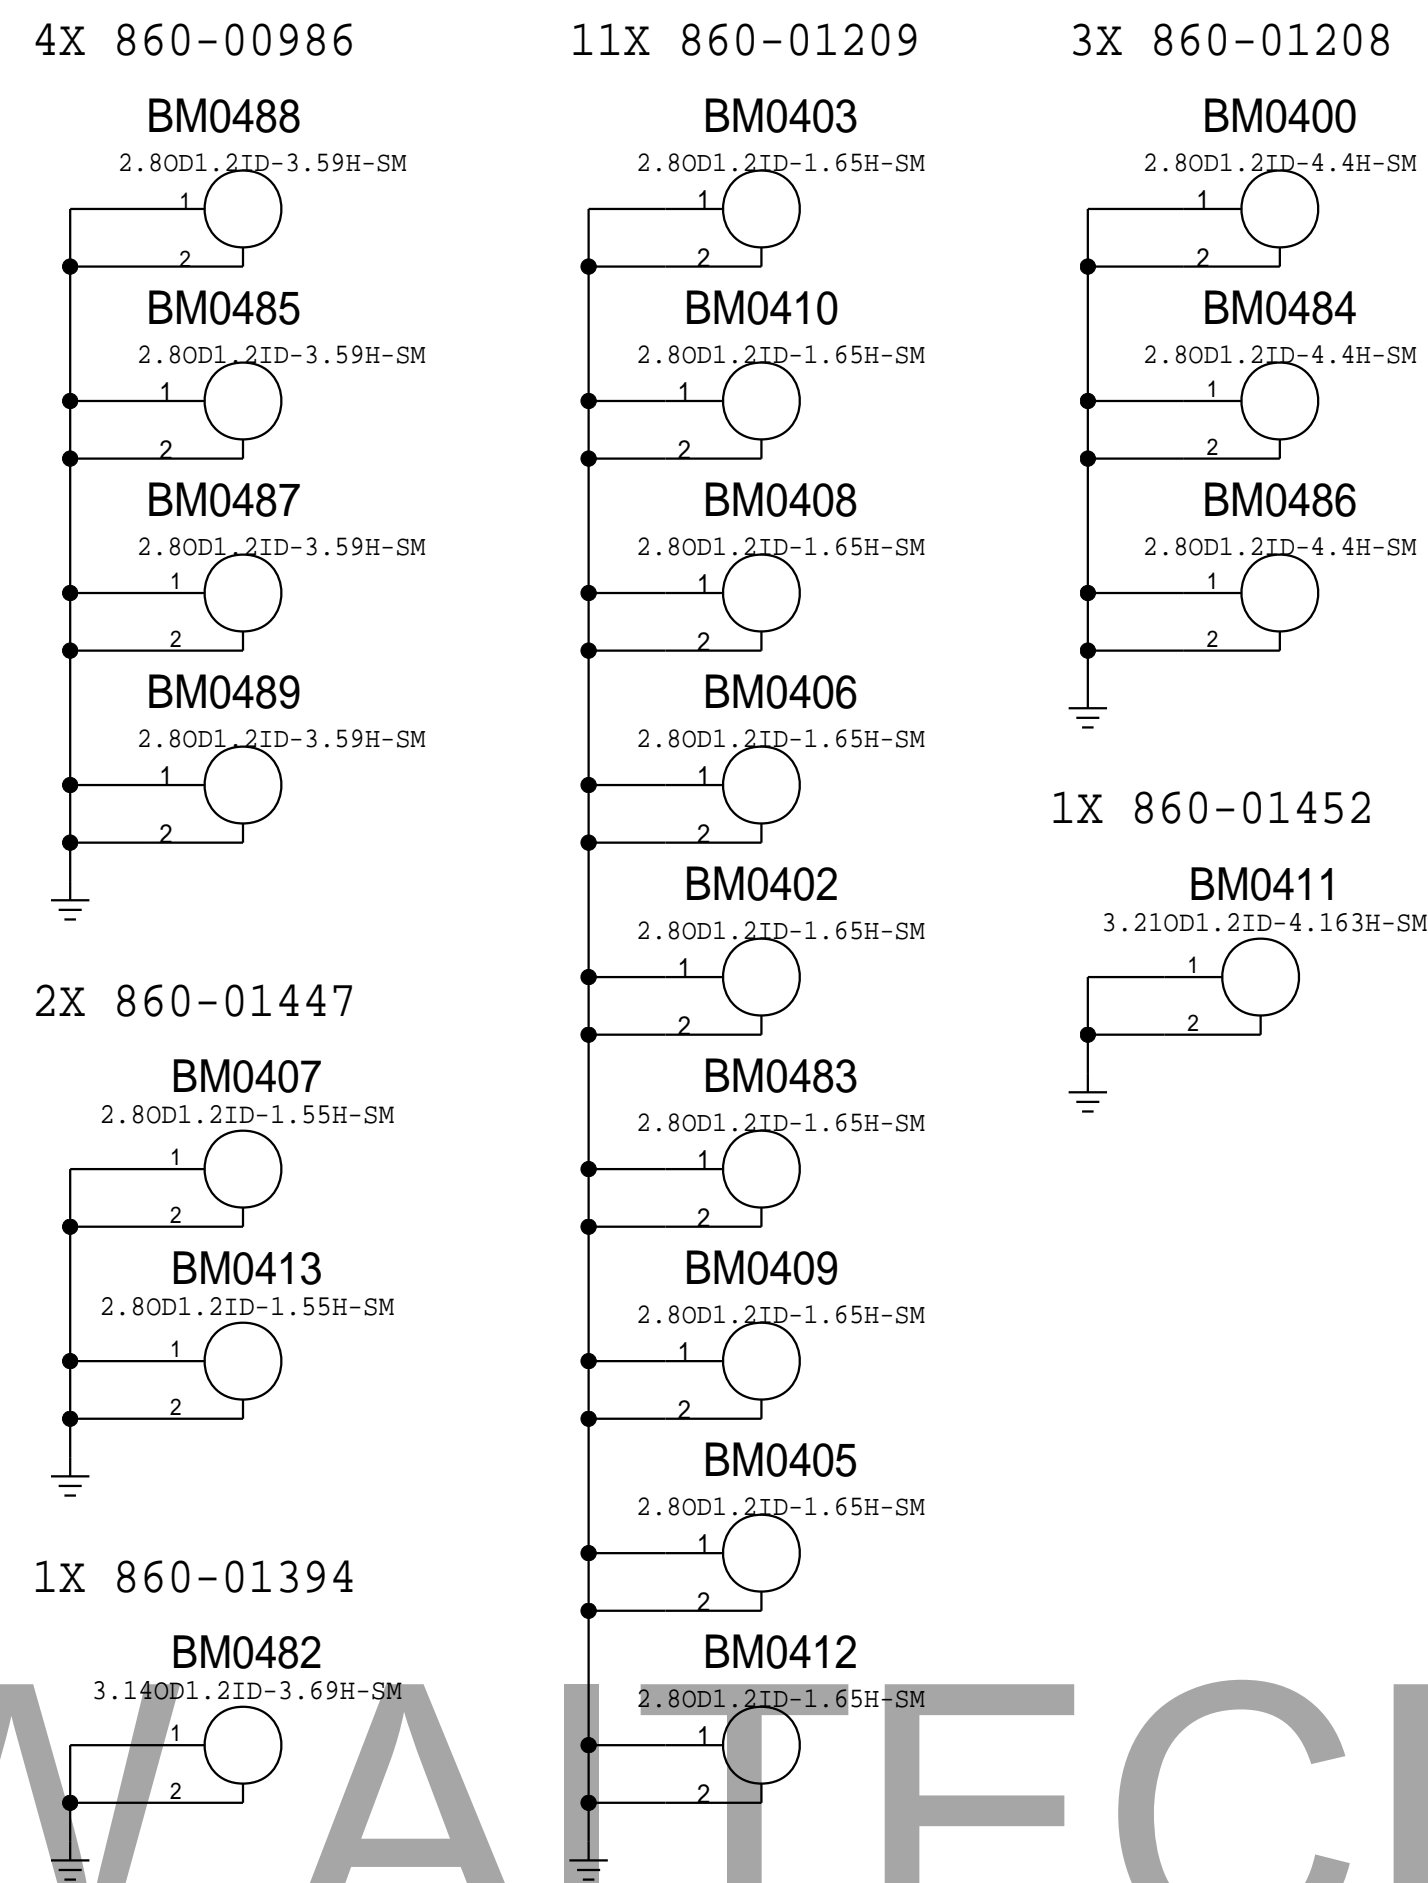 4X 860-00986
BM0488
2.8OD1.2ID-3.59H-SM
1
2
BM0485
2.8OD1.2ID-3.59H-SM
1
2
BM0487
2.8OD1.2ID-3.59H-SM
1
2
BM0489
2.8OD1.2ID-3.59H-SM
1
2
2X 860-01447
BM0407
2.8OD1.2ID-1.55H-SM
1
2
BM0413
2.8OD1.2ID-1.55H-SM
1
2
1X 860-01394
BM0482
3.14OD1.2ID-3.69H-SM
1
2
11X 860-01209
BM0403
2.8OD1.2ID-1.65H-SM
1
2
BM0410
2.8OD1.2ID-1.65H-SM
1
2
BM0408
2.8OD1.2ID-1.65H-SM
1
2
BM0406
2.8OD1.2ID-1.65H-SM
1
2
BM0402
2.8OD1.2ID-1.65H-SM
1
2
BM0483
2.8OD1.2ID-1.65H-SM
1
2
BM0409
2.8OD1.2ID-1.65H-SM
1
2
BM0405
2.8OD1.2ID-1.65H-SM
1
2
BM0412
2.8OD1.2ID-1.65H-SM
1
2
3X 860-01208
BM0400
2.8OD1.2ID-4.4H-SM
1
2
BM0484
2.8OD1.2ID-4.4H-SM
1
2
BM0486
2.8OD1.2ID-4.4H-SM
1
2
1X 860-01452
BM0411
3.21OD1.2ID-4.163H-SM
1
2